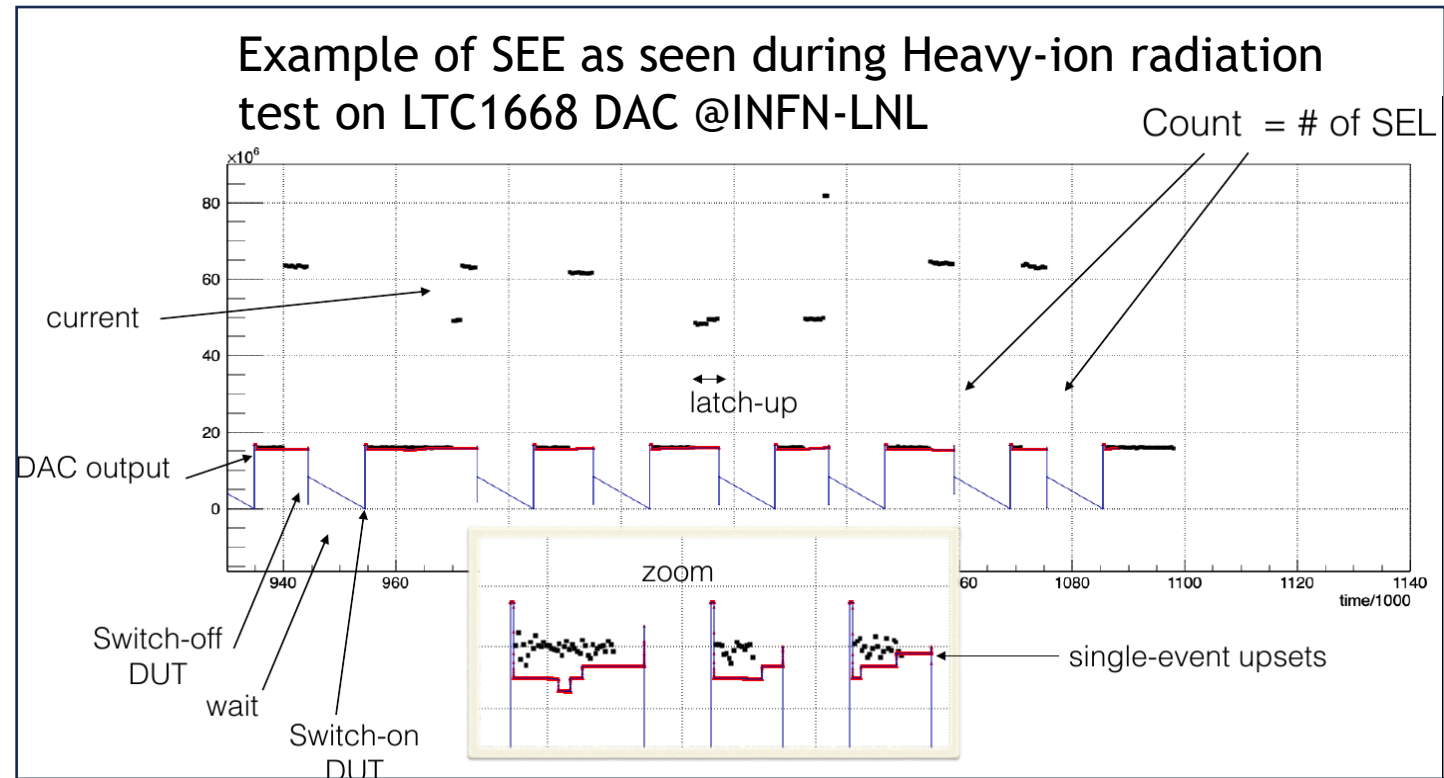 Example of SEE as seen during Heavy-ion radiation
test on LTC1668 DAC @INFN-LNL
Count = # of SEL
×10⁶
80
60
current
40
latch-up
20
DAC output
0
zoom
940
960
60
1080
1100
1120
1140
time/1000
Switch-off
DUT
single-event upsets
wait
Switch-on
DUT